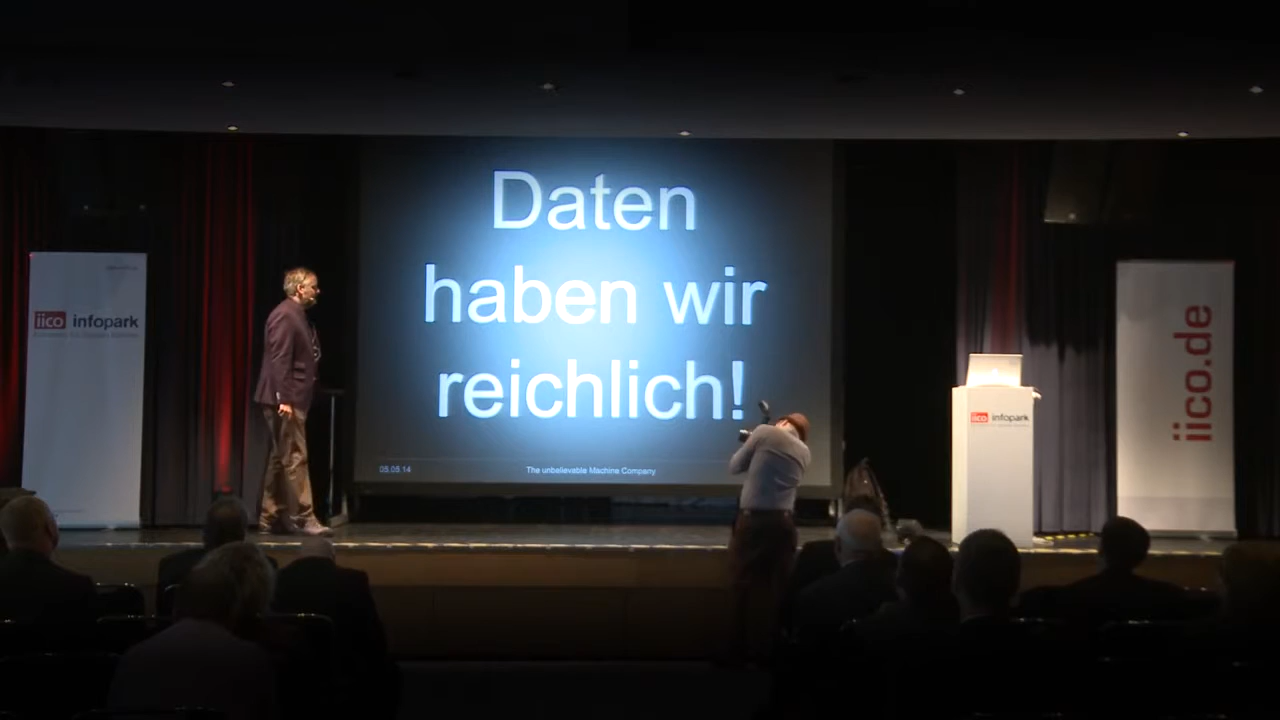 Daten
haben wir
reichlich!
05.05.14
The unbelievable Machine Company
iico infopark
iico infopark
iico.de